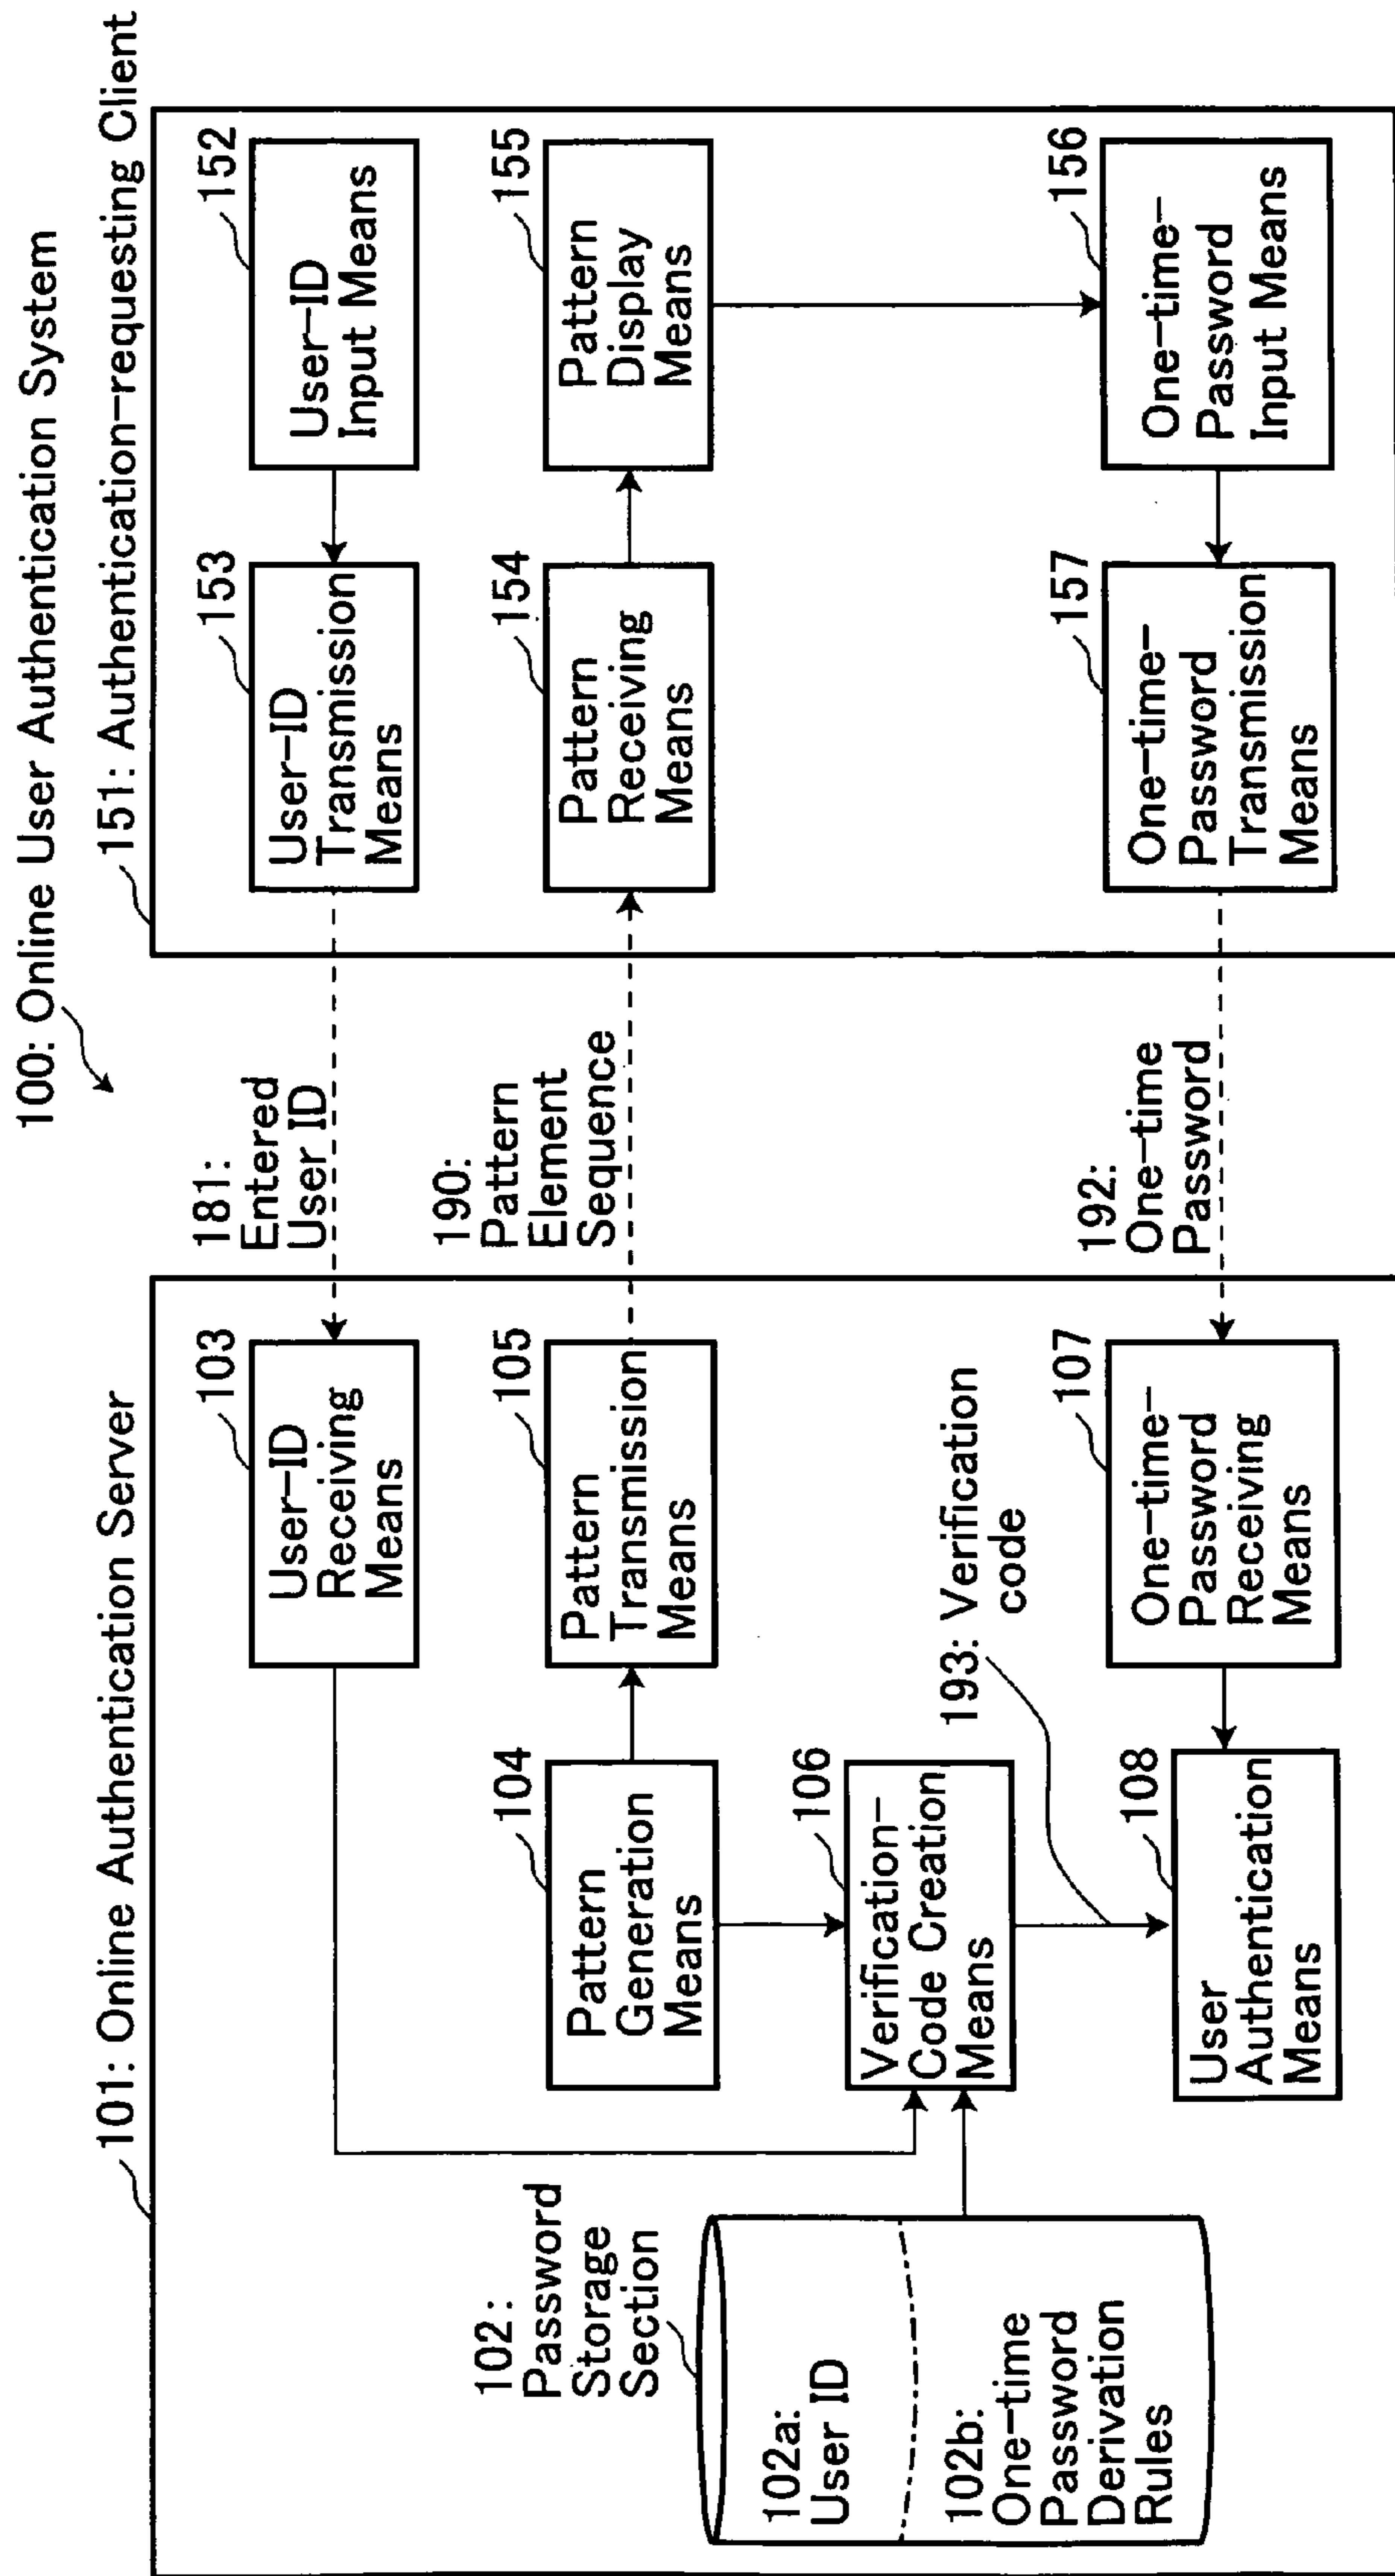 100: Online User Authentication System
101: Online Authentication Server
151: Authentication-requesting Client
103
User-ID
Receiving
Means
181:
Entered
User ID
153
User-ID
Transmission
Means
152
User-ID
Input Means
104
Pattern
Generation
Means
105
Pattern
Transmission
Means
190:
Pattern
Element
Sequence
154
Pattern
Receiving
Means
155
Pattern
Display
Means
102:
Password
Storage
Section
102a:
User ID
102b:
One-time
Password
Derivation
Rules
106
Verification-
Code Creation
Means
193: Verification
code
108
User
Authentication
Means
107
One-time-
Password
Receiving
Means
192:
One-time
Password
157
One-time-
Password
Transmission
Means
156
One-time-
Password
Input Means